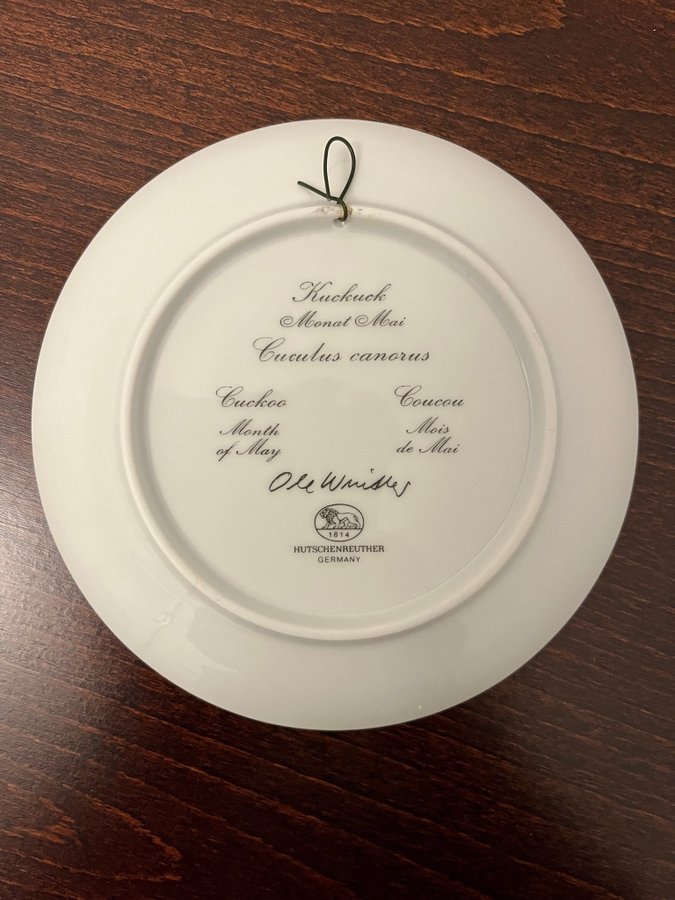 Kuckuck
Monat Mai
Cuculus canorus
Cuckoo
Month
of May
Coucou
Mois
de Mai
Ole Winther
1814
HUTSCHENREUTHER
GERMANY